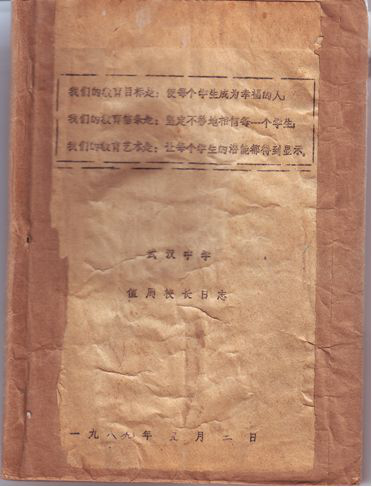 我们的教育目标是：使每个学生成为幸福的人；
我们的教育信条是：坚定不移地相信每一个学生；
我们的教育艺术是：让每个学生的潜能都得到显示。
武汉中学
值周校长日志
一九八九年五月二日